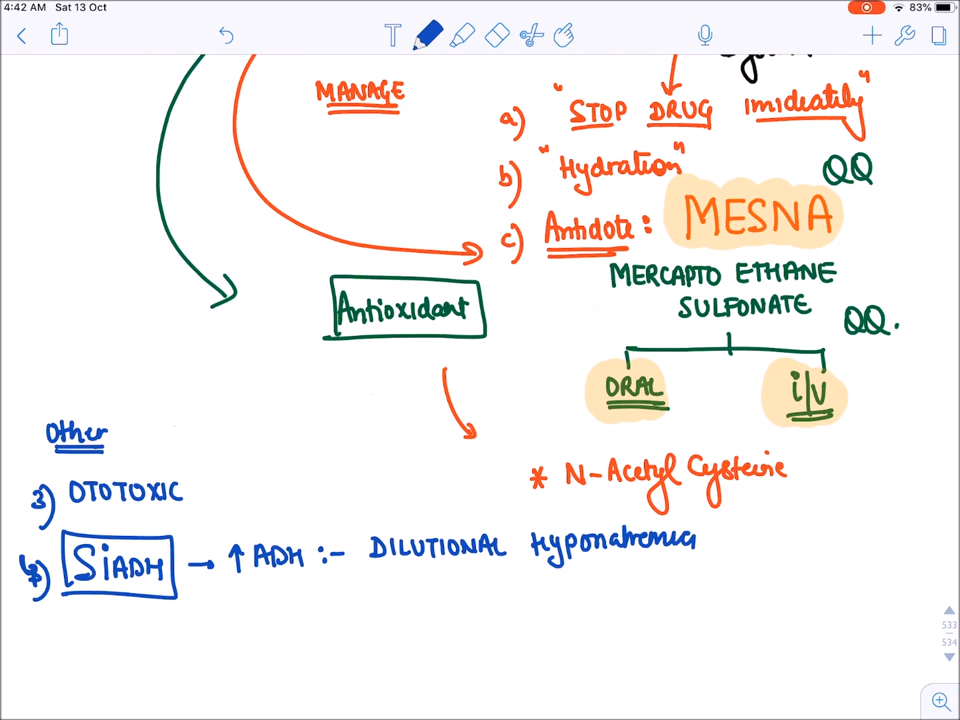 4:42 AM Sat 13 Oct
83%
MANAGE
a) "STOP DRUG imideately"
b) "Hydration"
QQ
c) Antidote : MESNA
MERCAPTO ETHANE
SULFONATE
QQ.
Antioxidant
ORAL
i/v
Other
* N-Acetyl Cysteine
3) OTOTOXIC
4) SiADH → ↑ ADH :- DILUTIONAL Hyponatremia
533
534